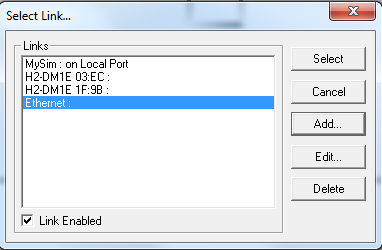 Select Link...
Links
MySim : on Local Port
H2-DM1E 03:EC :
H2-DM1E 1F:9B :
Ethernet :
Link Enabled
Select
Cancel
Add...
Edit...
Delete